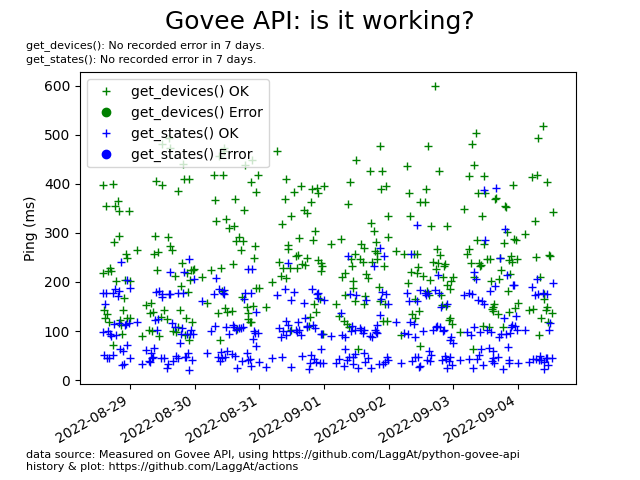 Govee API: is it working?
get_devices(): No recorded error in 7 days.
get_states(): No recorded error in 7 days.
get_devices() OK
get_devices() Error
get_states() OK
get_states() Error
Ping (ms)
600
500
400
300
200
100
0
2022-08-29
2022-08-30
2022-08-31
2022-09-01
2022-09-02
2022-09-03
2022-09-04
data source: Measured on Govee API, using https://github.com/LaggAt/python-govee-api
history & plot: https://github.com/LaggAt/actions